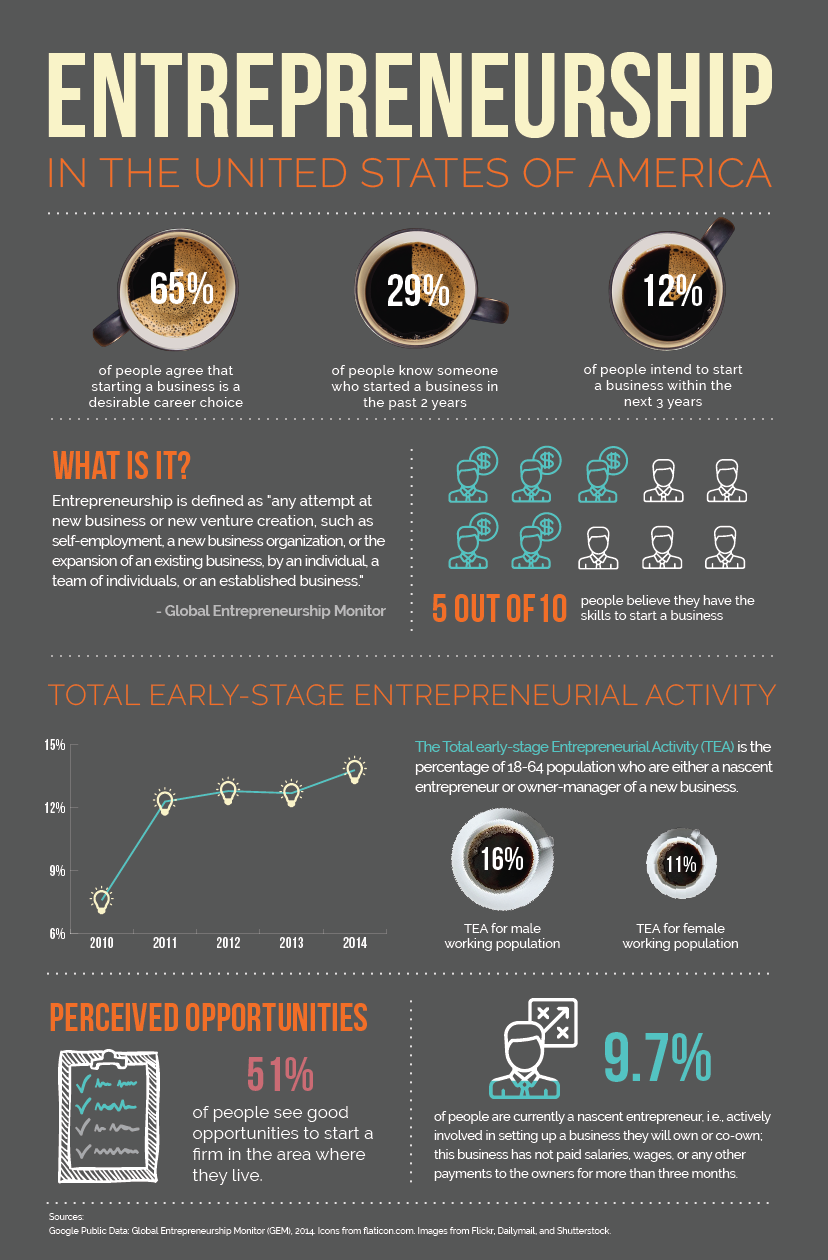 ENTREPRENEURSHIP
IN THE UNITED STATES OF AMERICA
65%
of people agree that
starting a business is a
desirable career choice
29%
of people know someone
who started a business in
the past 2 years
12%
of people intend to start
a business within the
next 3 years
WHAT IS IT?
Entrepreneurship is defined as "any attempt at
new business or new venture creation, such as
self-employment, a new business organization, or the
expansion of an existing business, by an individual, a
team of individuals, or an established business."
- Global Entrepreneurship Monitor
$ $ $
$ $
5 OUT OF 10
people believe they have the
skills to start a business
TOTAL EARLY-STAGE ENTREPRENEURIAL ACTIVITY
15%
12%
9%
6%
2010 2011 2012 2013 2014
The Total early-stage Entrepreneurial Activity (TEA) is the
percentage of 18-64 population who are either a nascent
entrepreneur or owner-manager of a new business.
16%
TEA for male
working population
11%
TEA for female
working population
PERCEIVED OPPORTUNITIES
51%
of people see good
opportunities to start a
firm in the area where
they live.
9.7%
of people are currently a nascent entrepreneur, i.e., actively
involved in setting up a business they will own or co-own;
this business has not paid salaries, wages, or any other
payments to the owners for more than three months.
Sources:
Google Public Data: Global Entrepreneurship Monitor (GEM), 2014. Icons from flaticon.com. Images from Flickr, Dailymail, and Shutterstock.